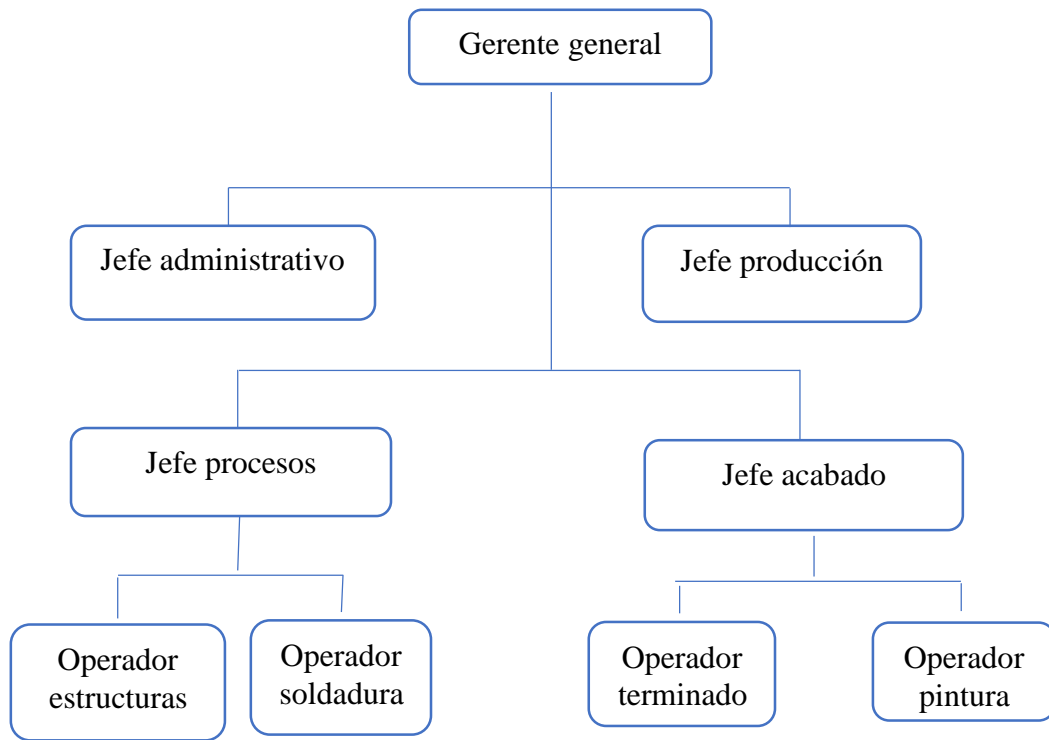 Gerente general
Jefe administrativo
Jefe producción
Jefe procesos
Jefe acabado
Operador
estructuras
Operador
soldadura
Operador
terminado
Operador
pintura